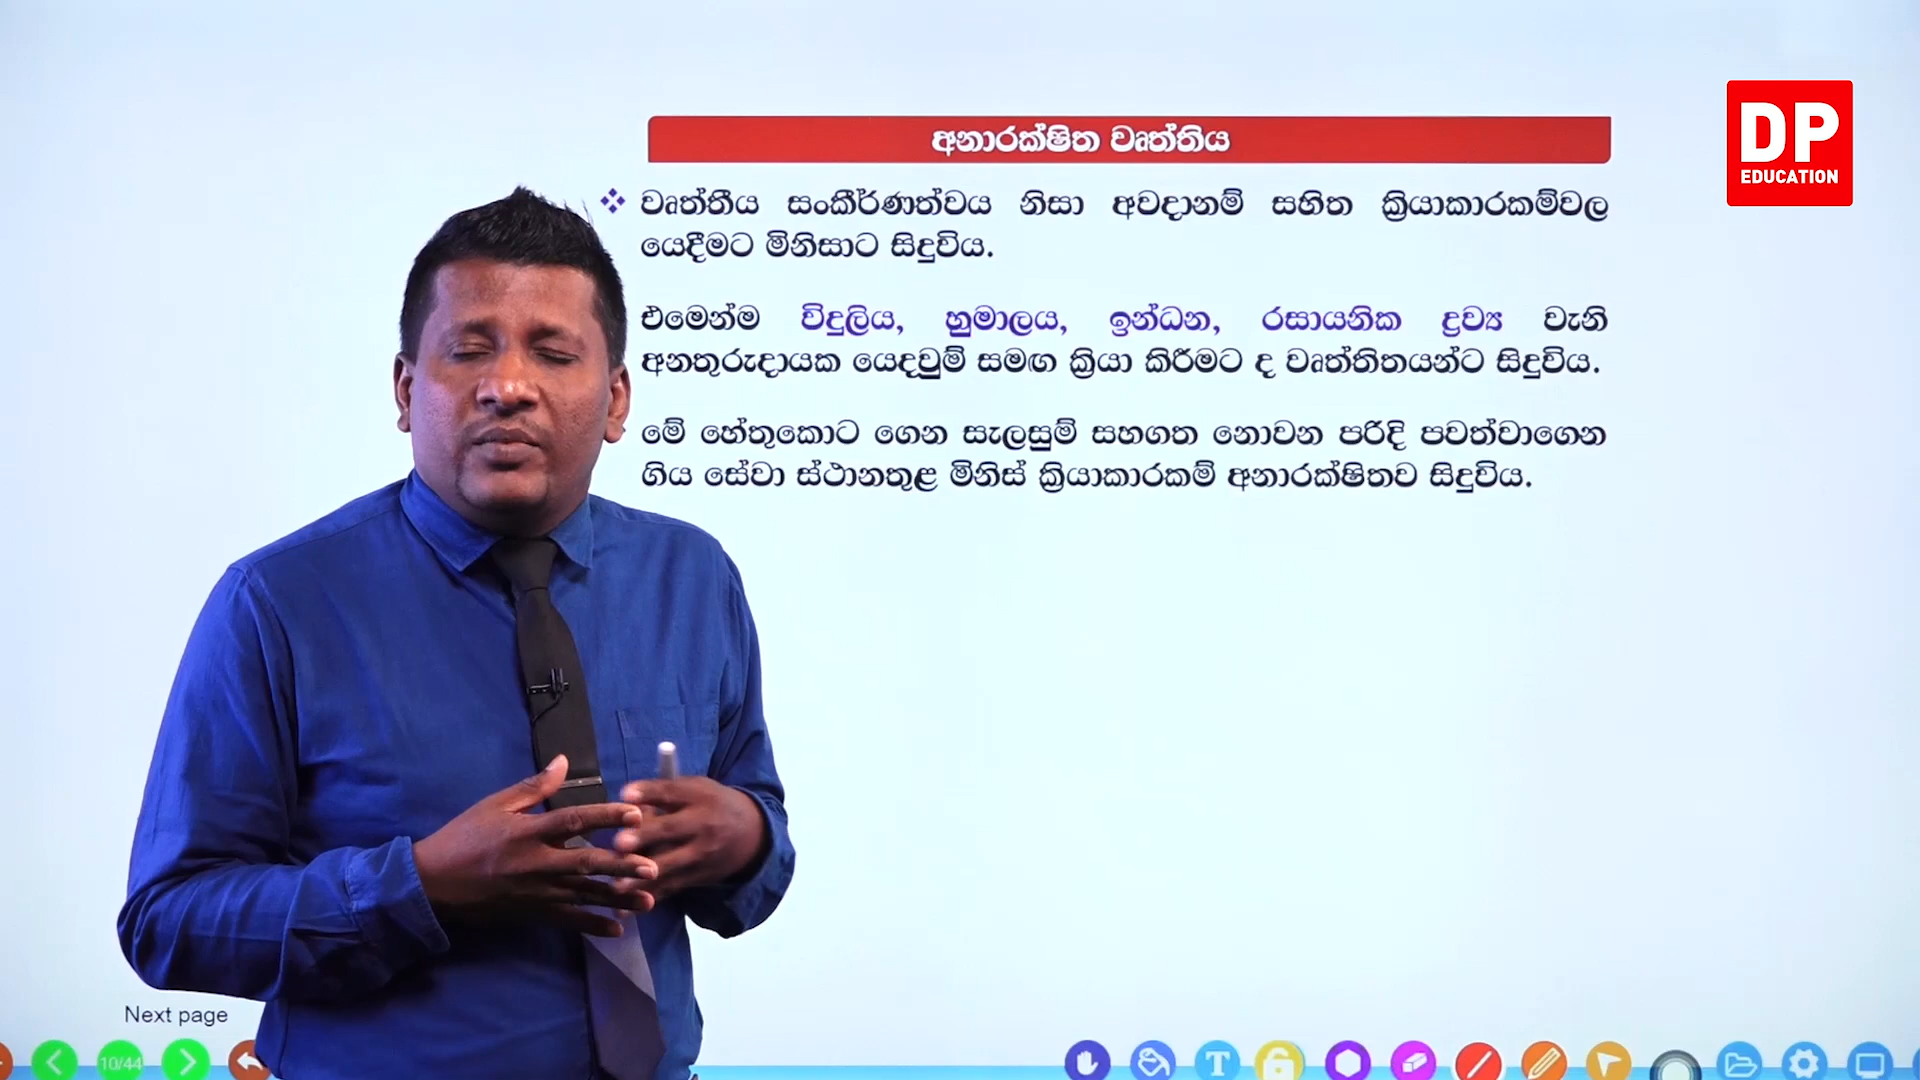 අනාරක්ෂිත වෘත්තිය
DP
EDUCATION
❖ වෘත්තීය සංකීර්ණත්වය නිසා අවදානම් සහිත ක්‍රියාකාරකම්වල
යෙදීමට මිනිසාට සිදුවිය.
එමෙන්ම විදුලිය, හුමාලය, ඉන්ධන, රසායනික ද්‍රව්‍ය වැනි
අනතුරුදායක යෙදවුම් සමඟ ක්‍රියා කිරීමට ද වෘත්තිතයන්ට සිදුවිය.
මේ හේතුකොට ගෙන සැලසුම් සහගත නොවන පරිදි පවත්වාගෙන
ගිය සේවා ස්ථානතුළ මිනිස් ක්‍රියාකාරකම් අනාරක්ෂිතව සිදුවිය.
Next page
10/44
T